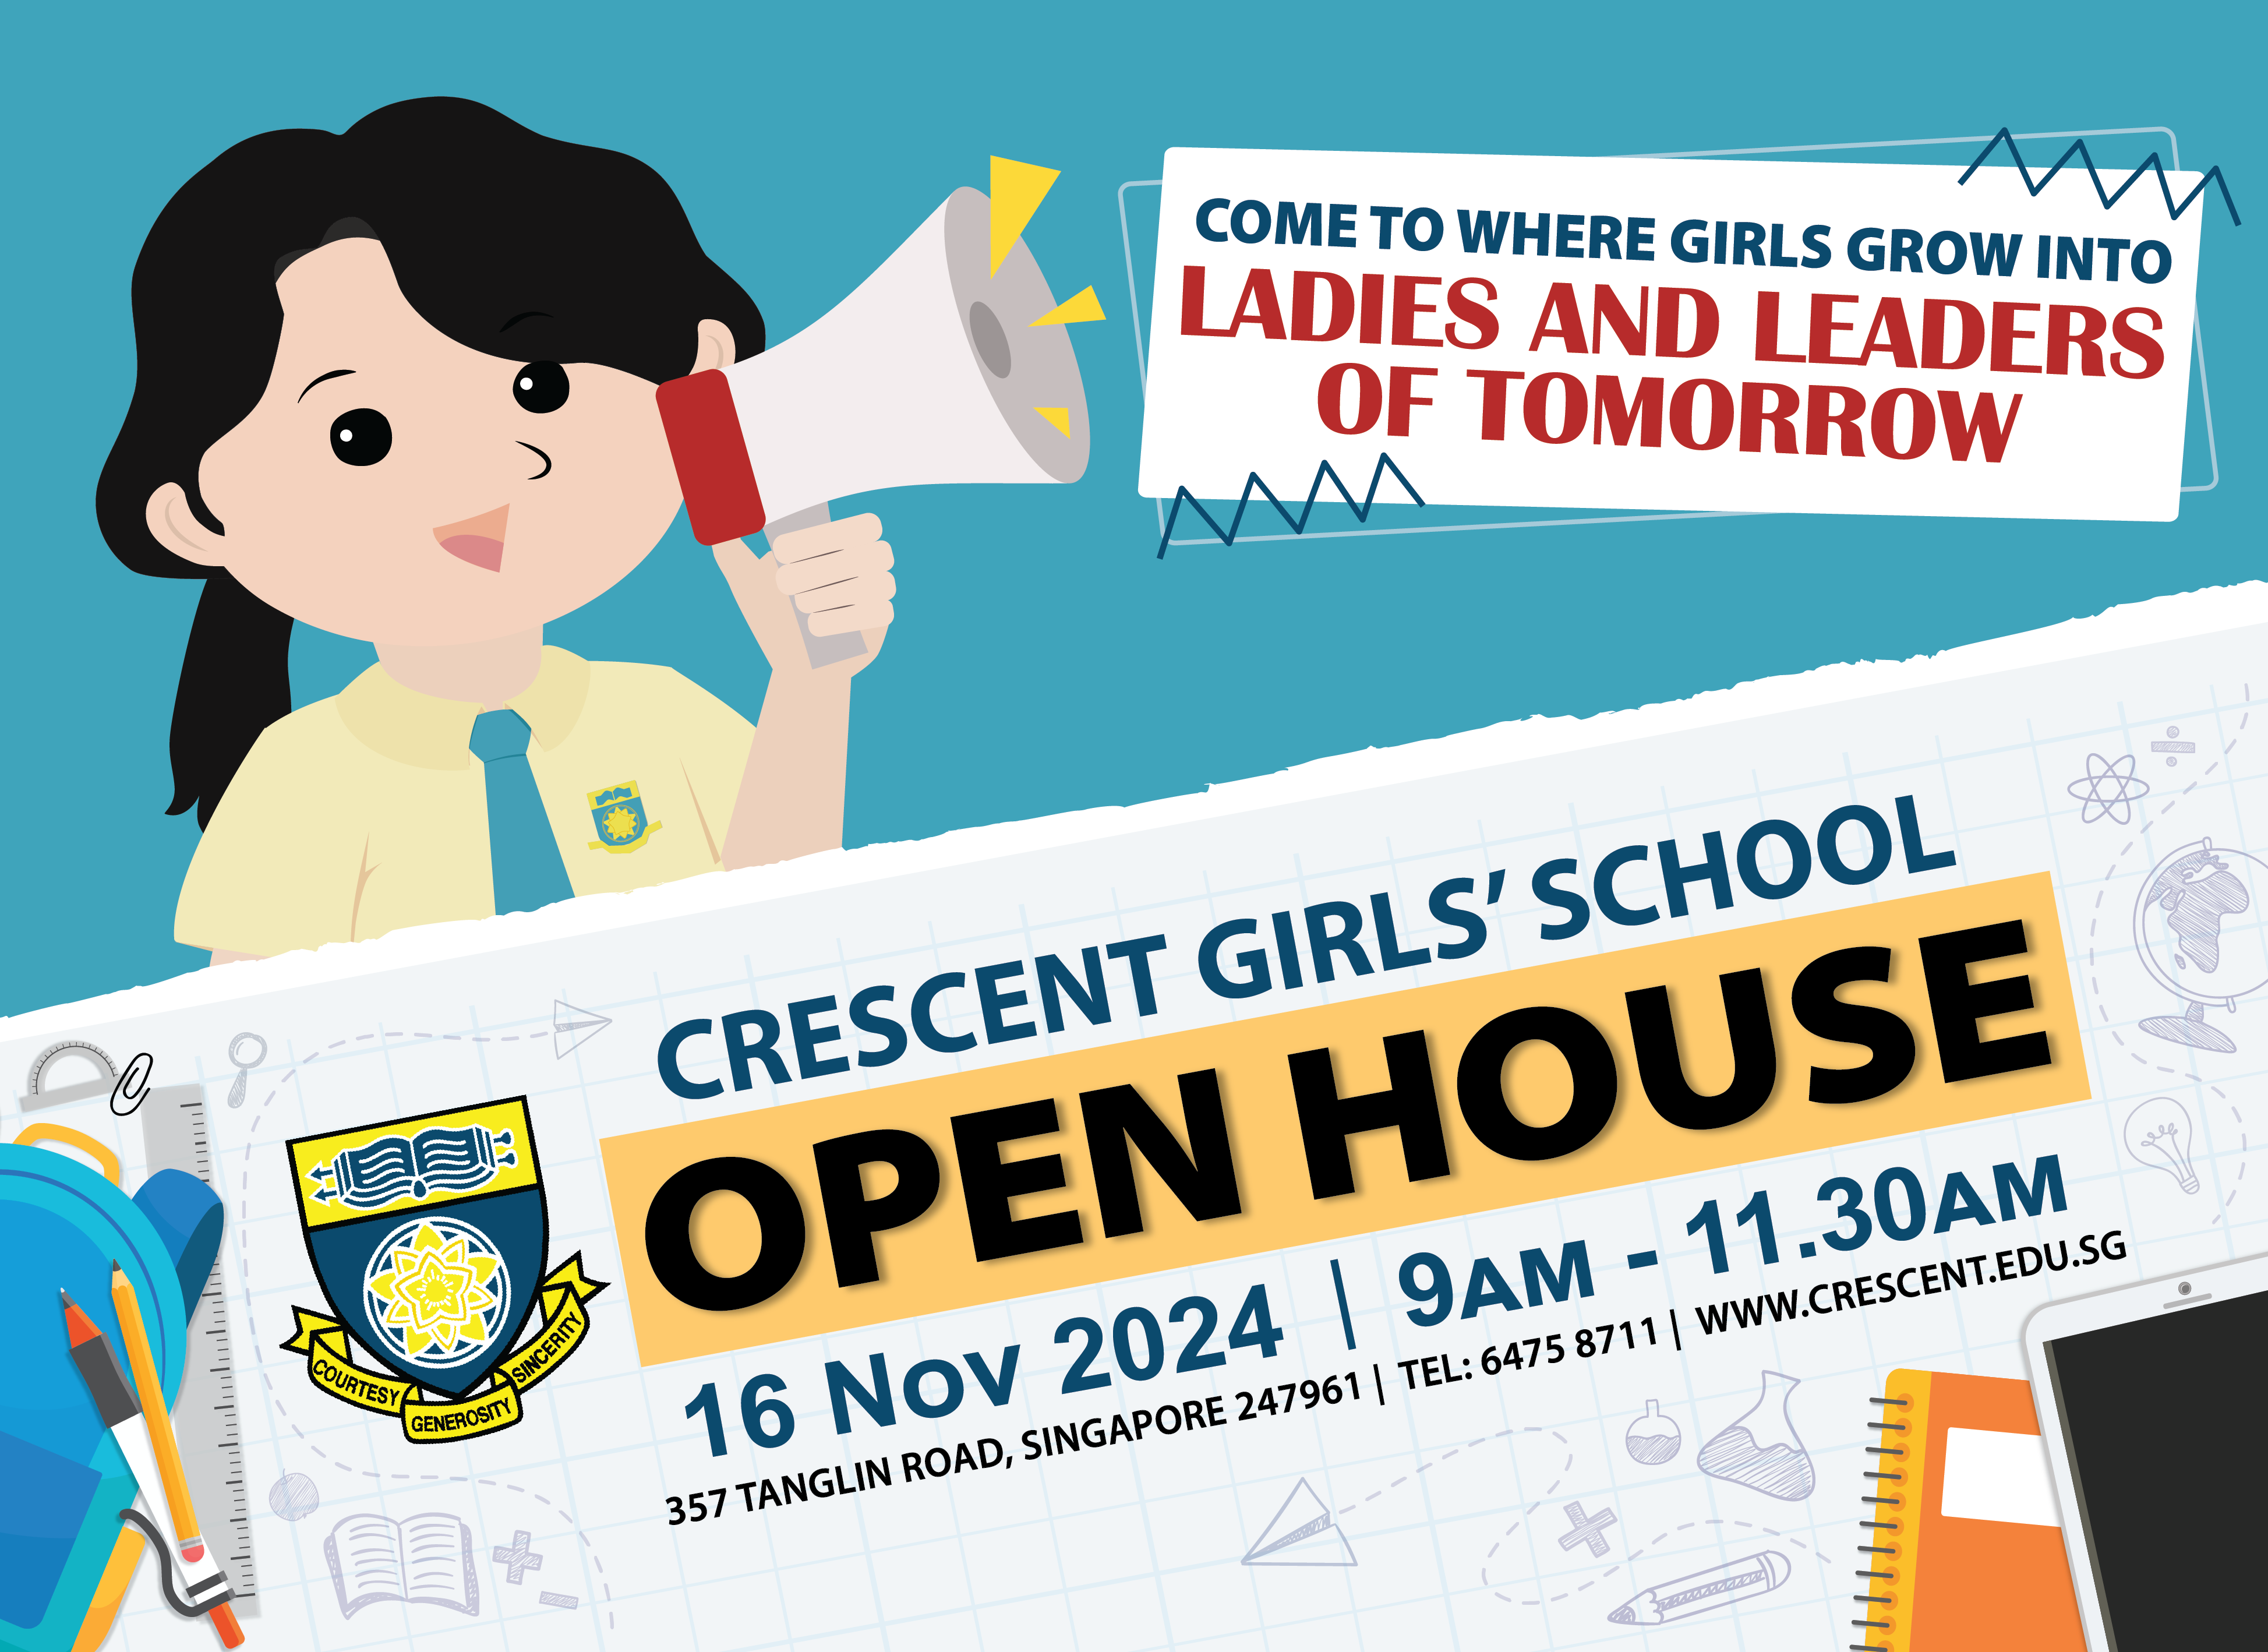 COME TO WHERE GIRLS GROW INTO
LADIES AND LEADERS
OF TOMORROW
CRESCENT GIRLS’ SCHOOL
OPEN HOUSE
16 NOV 2024 | 9AM - 11.30AM
357 TANGLIN ROAD, SINGAPORE 247961 | TEL: 6475 8711 | WWW.CRESCENT.EDU.SG
COURTESY
GENEROSITY
SINCERITY